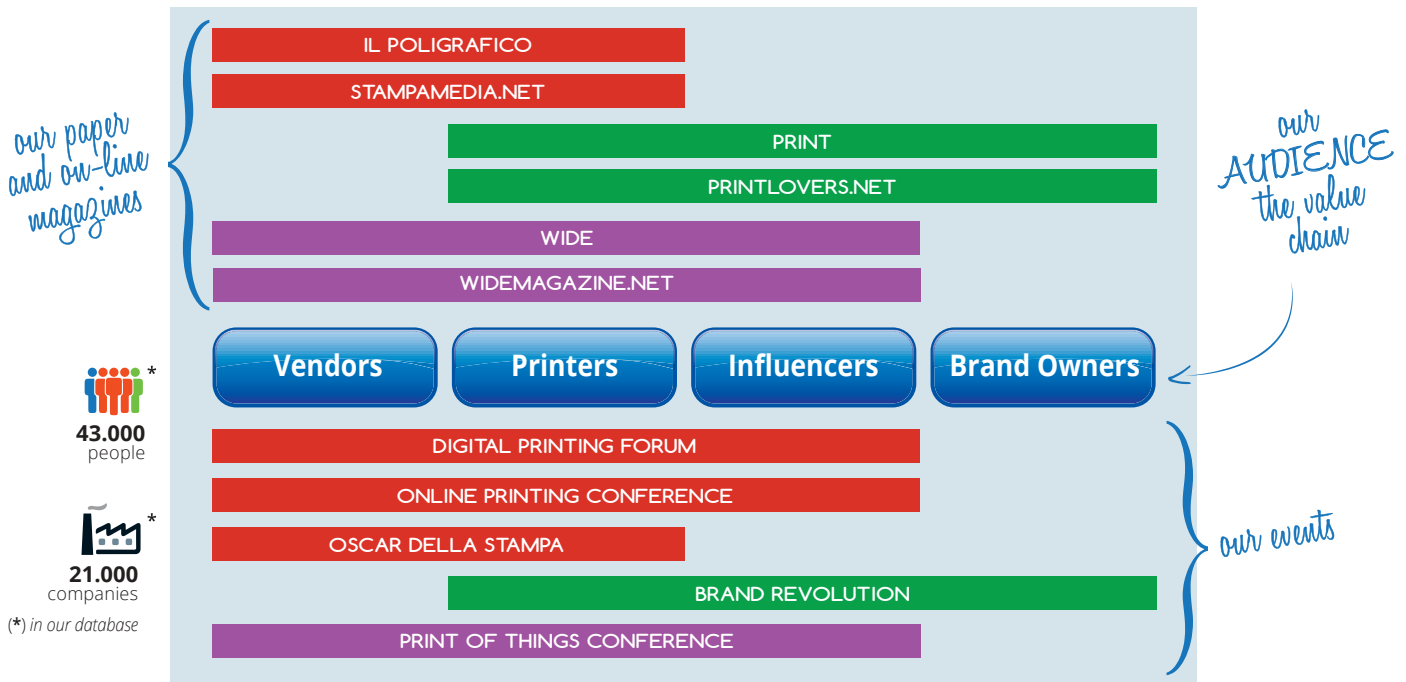 our paper
and on-line
magazines
IL POLIGRAFICO
STAMPAMEDIA.NET
PRINT
PRINTLOVERS.NET
WIDE
WIDEMAGAZINE.NET
our
AUDIENCE
the value
chain
Vendors
Printers
Influencers
Brand Owners
*
43.000
people
*
21.000
companies
(*) in our database
DIGITAL PRINTING FORUM
ONLINE PRINTING CONFERENCE
OSCAR DELLA STAMPA
BRAND REVOLUTION
PRINT OF THINGS CONFERENCE
our events